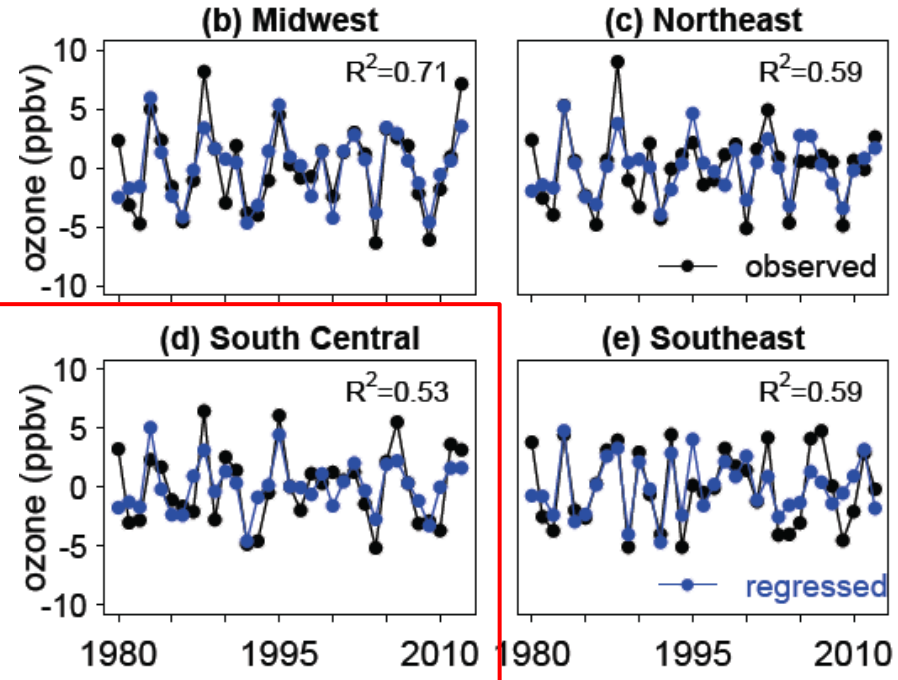 (b) Midwest
(c) Northeast
ozone (ppbv)
10
5
0
-5
-10
R²=0.71
R²=0.59
observed
(d) South Central
(e) Southeast
ozone (ppbv)
10
5
0
-5
-10
R²=0.53
R²=0.59
regressed
1980 1995 2010
1980 1995 2010